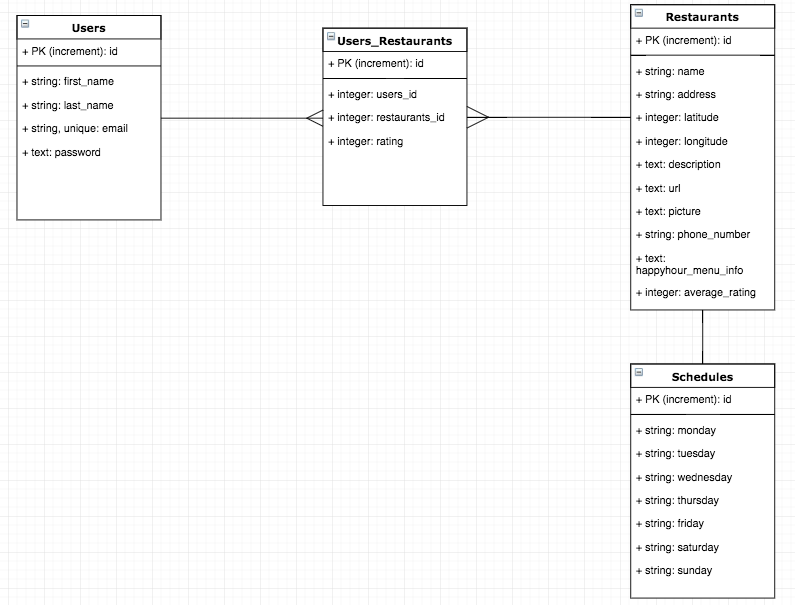 Users
+ PK (increment): id
+ string: first_name
+ string: last_name
+ string, unique: email
+ text: password
Users_Restaurants
+ PK (increment): id
+ integer: users_id
+ integer: restaurants_id
+ integer: rating
Restaurants
+ PK (increment): id
+ string: name
+ string: address
+ integer: latitude
+ integer: longitude
+ text: description
+ text: url
+ text: picture
+ string: phone_number
+ text:
happyhour_menu_info
+ integer: average_rating
Schedules
+ PK (increment): id
+ string: monday
+ string: tuesday
+ string: wednesday
+ string: thursday
+ string: friday
+ string: saturday
+ string: sunday